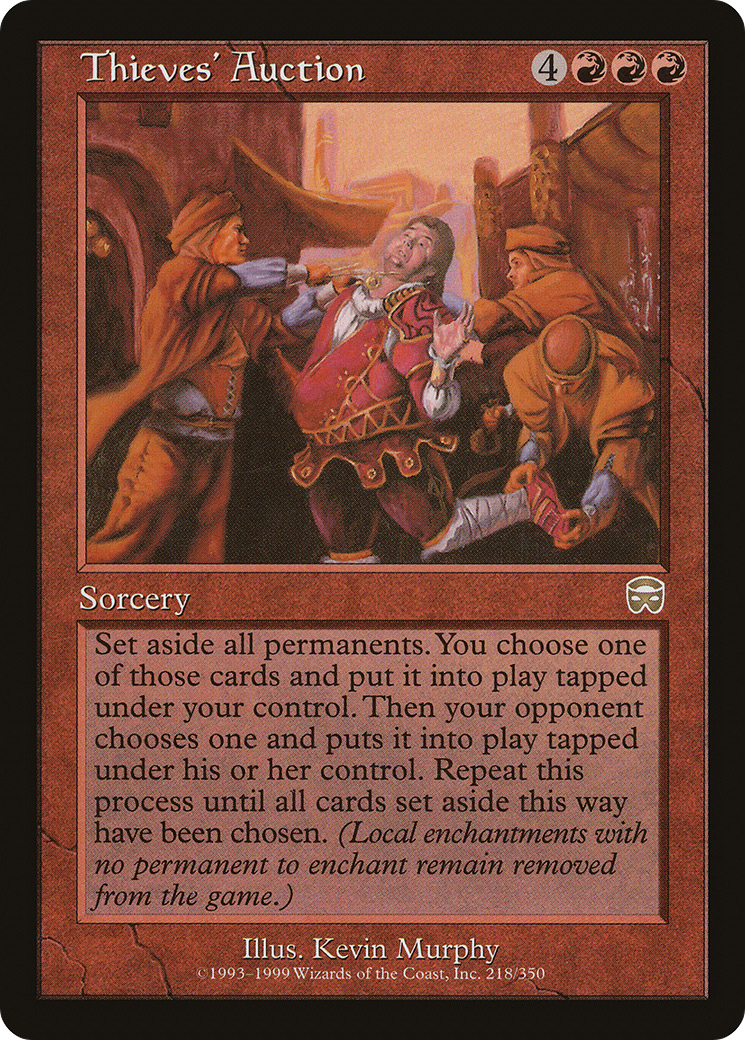 Thieves' Auction 4
Sorcery
Set aside all permanents. You choose one
of those cards and put it into play tapped
under your control. Then your opponent
chooses one and puts it into play tapped
under his or her control. Repeat this
process until all cards set aside this way
have been chosen. (Local enchantments with
no permanent to enchant remain removed
from the game.)
Illus. Kevin Murphy
©1993–1999 Wizards of the Coast, Inc. 218/350